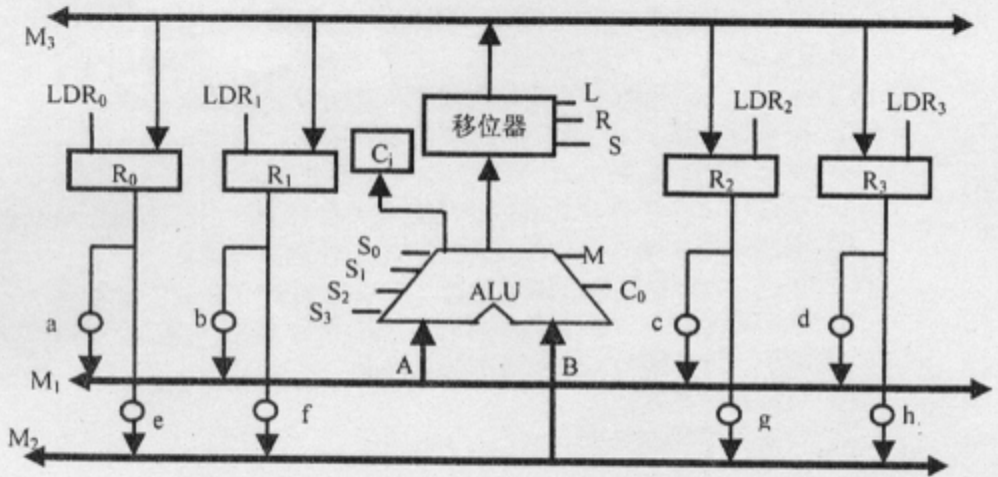 M₃
LDR₀
LDR₁
L
R
S
移位器
LDR₂
LDR₃
Cⱼ
R₀
R₁
R₂
R₃
S₀
S₁
S₂
S₃
ALU
M
C₀
a
b
c
d
A
B
M₁
e
f
g
h
M₂